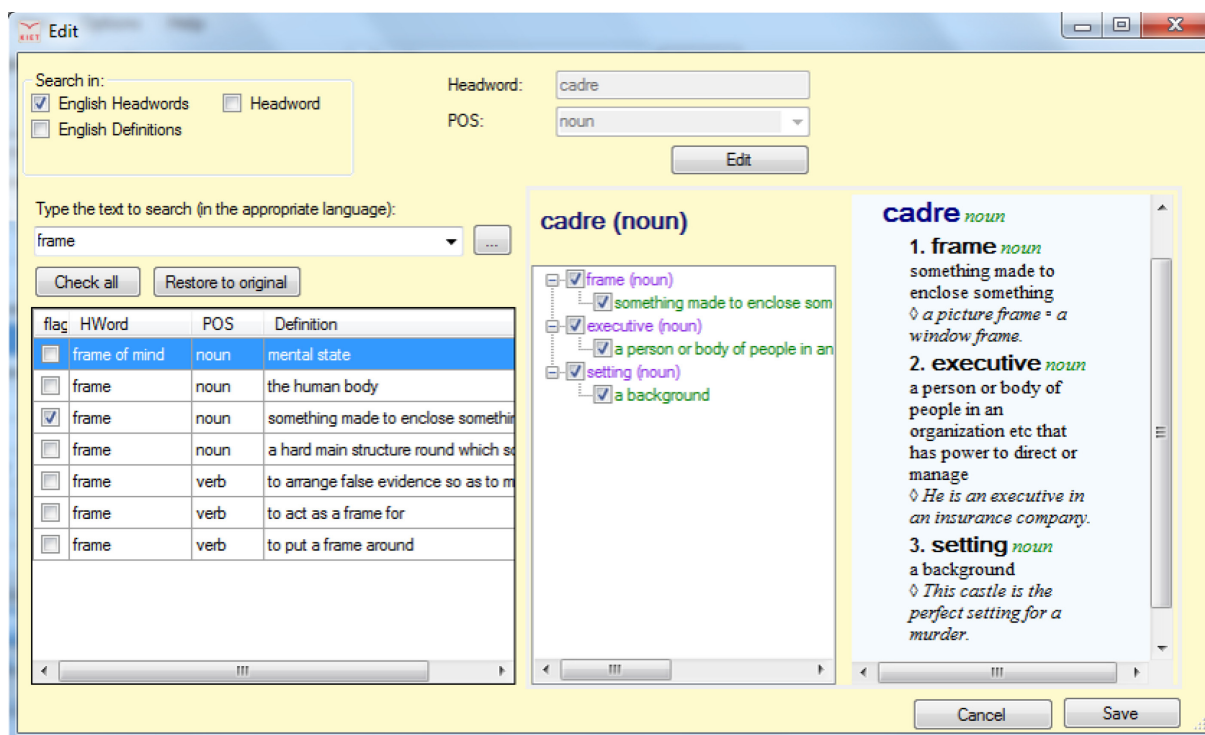 KIET Edit
Search in:
English Headwords Headword
English Definitions
Headword: cadre
POS: noun
Edit
Type the text to search (in the appropriate language):
frame
...
Check all Restore to original
flag HWord POS Definition
frame of mind noun mental state
frame noun the human body
frame noun something made to enclose somethin
frame noun a hard main structure round which so
frame verb to arrange false evidence so as to m
frame verb to act as a frame for
frame verb to put a frame around
cadre (noun)
frame (noun)
something made to enclose som
executive (noun)
a person or body of people in an
setting (noun)
a background
cadre noun
1. frame noun
something made to
enclose something
◊ a picture frame ▫ a
window frame.
2. executive noun
a person or body of
people in an
organization etc that
has power to direct or
manage
◊ He is an executive in
an insurance company.
3. setting noun
a background
◊ This castle is the
perfect setting for a
murder.
Cancel Save